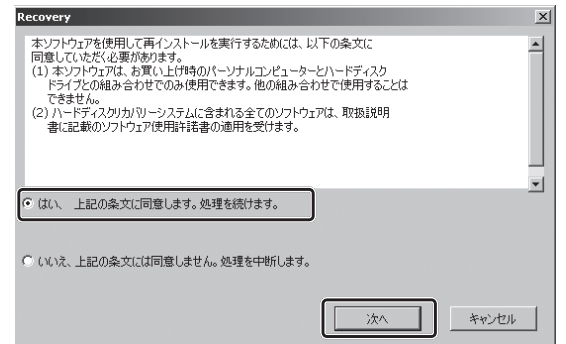 Recovery
本ソフトウェアを使用して再インストールを実行するためには、以下の条文に
同意していただく必要があります。
(1) 本ソフトウェアは、お買い上げ時のパーソナルコンピューターとハードディスク
ドライブとの組み合わせでのみ使用できます。他の組み合わせで使用することは
できません。
(2) ハードディスクリカバリーシステムに含まれる全てのソフトウェアは、取扱説明
書に記載のソフトウェア使用許諾書の適用を受けます。
はい、 上記の条文に同意します。処理を続けます。
いいえ、上記の条文には同意しません。処理を中断します。
次へ
キャンセル